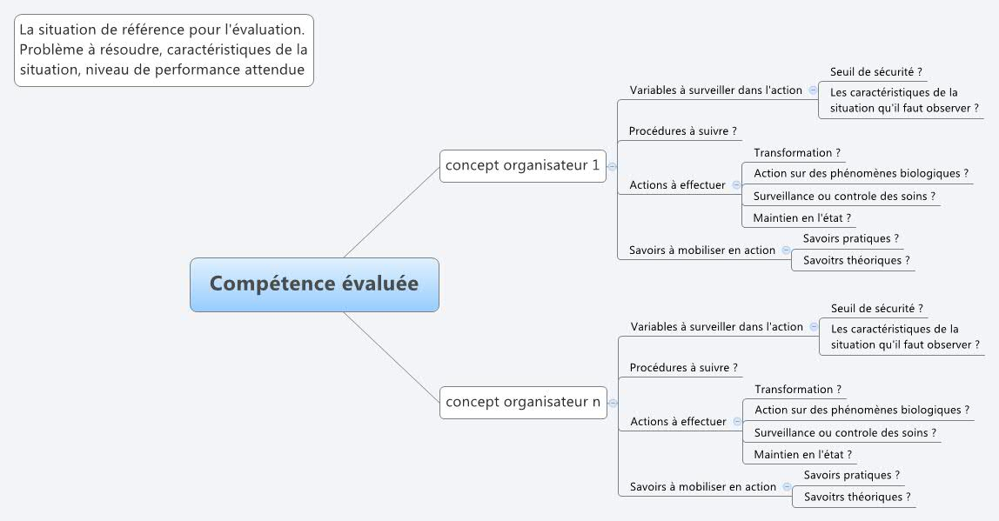 La situation de référence pour l'évaluation.
Problème à résoudre, caractéristiques de la
situation, niveau de performance attendue
Compétence évaluée
concept organisateur 1
Variables à surveiller dans l'action
Seuil de sécurité ?
Les caractéristiques de la
situation qu'il faut observer ?
Procédures à suivre ?
Actions à effectuer
Transformation ?
Action sur des phénomènes biologiques ?
Surveillance ou controle des soins ?
Maintien en l'état ?
Savoirs à mobiliser en action
Savoirs pratiques ?
Savoitrs théoriques ?
concept organisateur n
Variables à surveiller dans l'action
Seuil de sécurité ?
Les caractéristiques de la
situation qu'il faut observer ?
Procédures à suivre ?
Actions à effectuer
Transformation ?
Action sur des phénomènes biologiques ?
Surveillance ou controle des soins ?
Maintien en l'état ?
Savoirs à mobiliser en action
Savoirs pratiques ?
Savoitrs théoriques ?